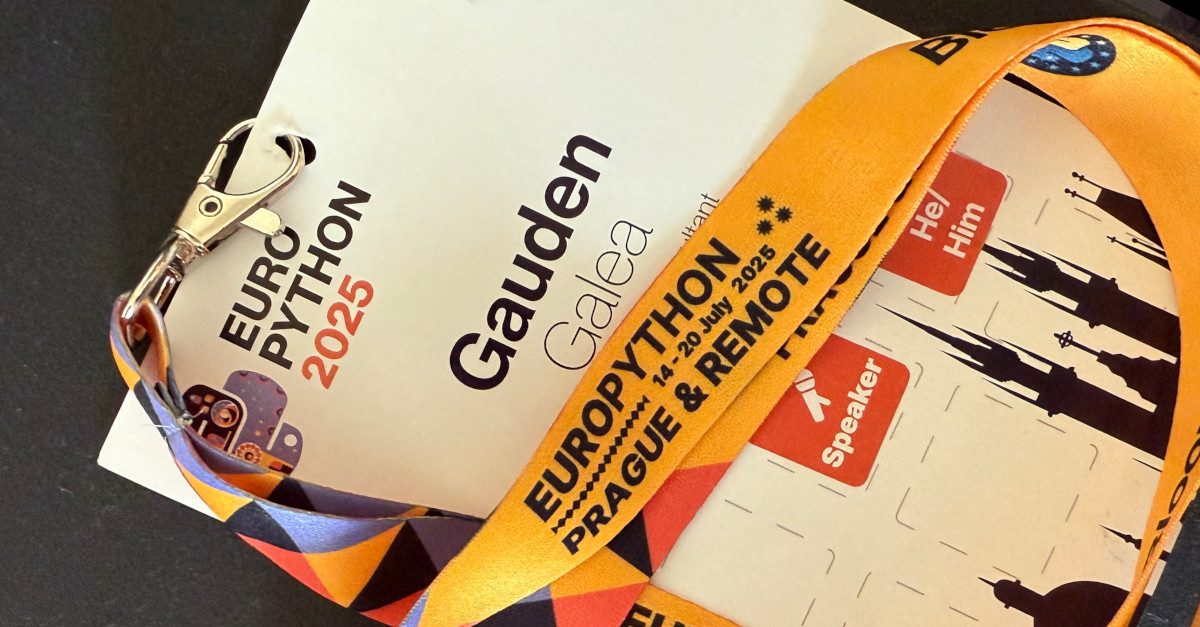 EURO
PYTHON
2025
Gauden
Galea
EUROPYTHON
14 - 20 July 2025
PRAGUE & REMOTE
He/
Him
Speaker